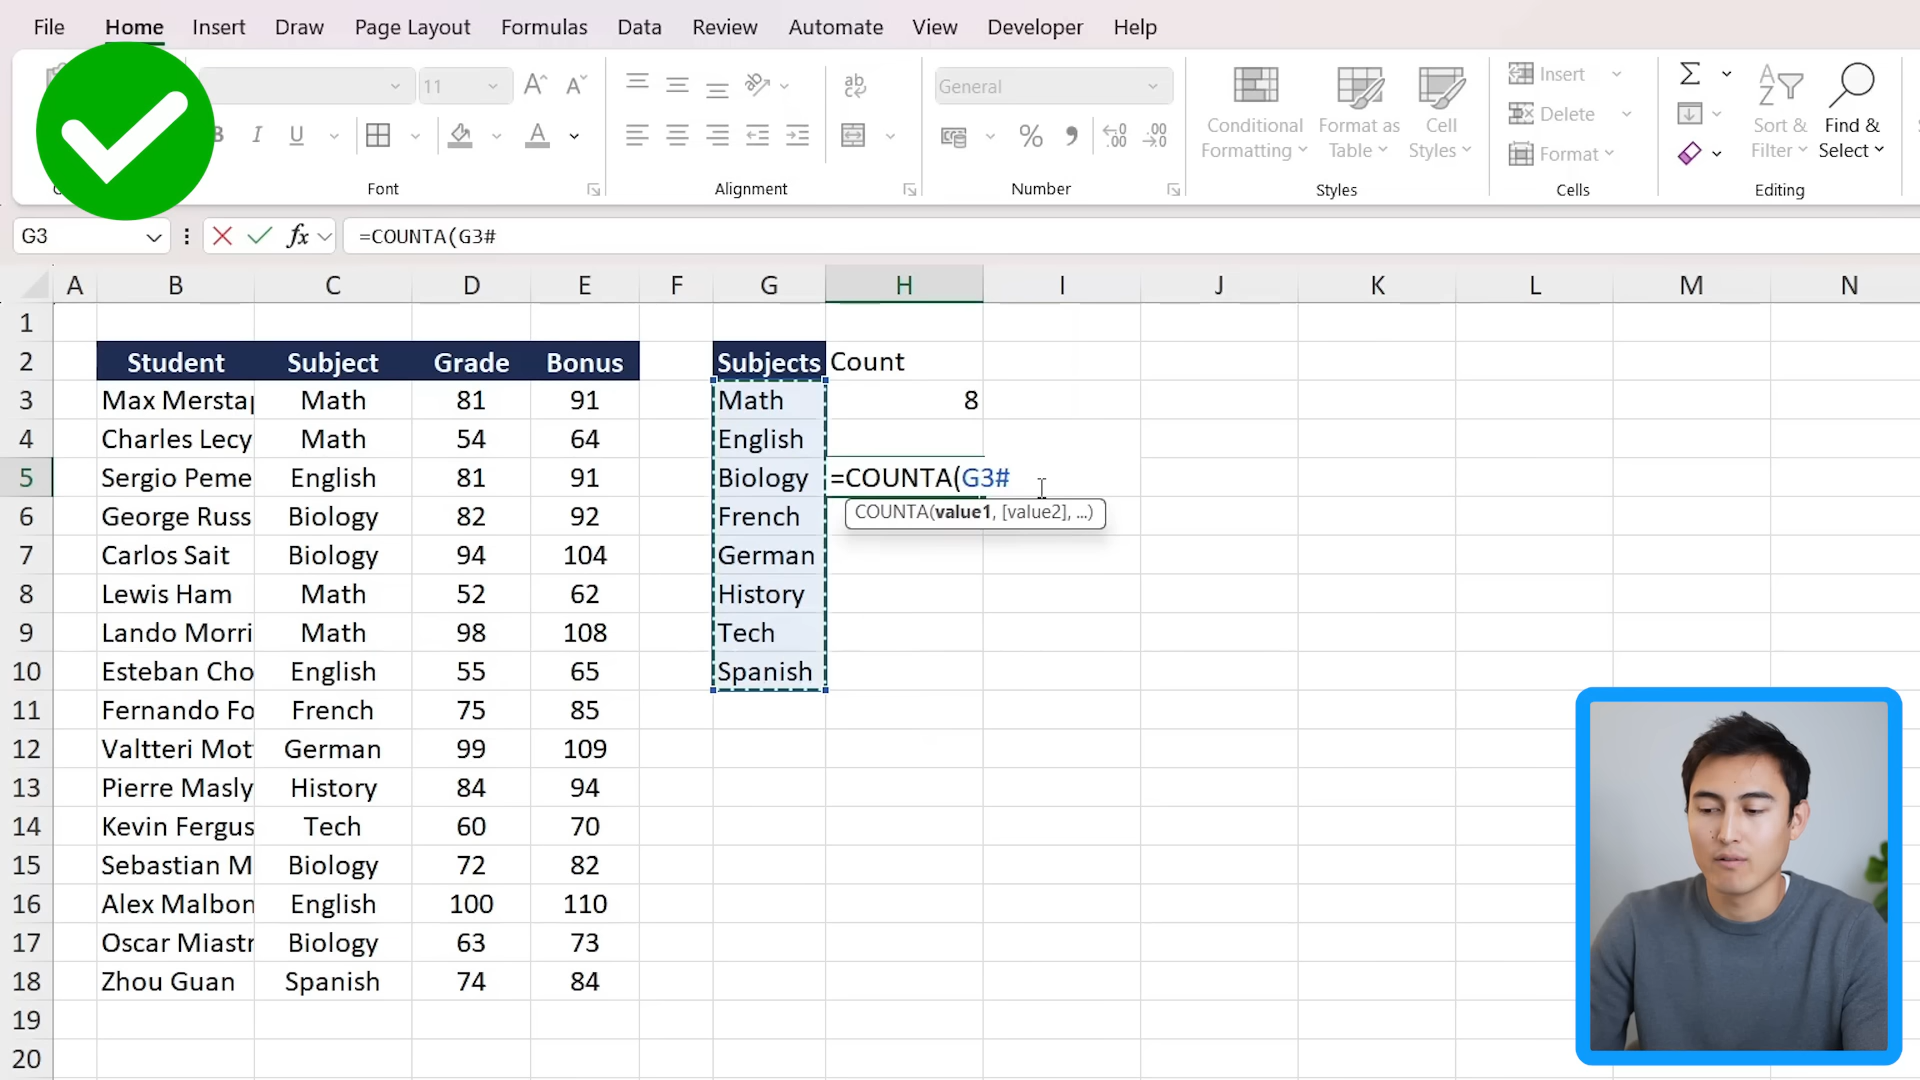 File Home Insert Draw Page Layout Formulas Data Review Automate View Developer Help
11 A A ab General Insert
B I U A % , .00 .00 Conditional Formatting Format as Table Cell Styles Delete Format Sort & Filter Find & Select
Font Alignment Number Styles Cells Editing
G3 fx =COUNTA(G3#
A B C D E F G H I J K L M N
1
2 Student Subject Grade Bonus Subjects Count
3 Max Merstap Math 81 91 Math 8
4 Charles Lecy Math 54 64 English
5 Sergio Peme English 81 91 Biology =COUNTA(G3#
COUNTA(value1, [value2], ...)
6 George Russ Biology 82 92 French
7 Carlos Sait Biology 94 104 German
8 Lewis Ham Math 52 62 History
9 Lando Morri Math 98 108 Tech
10 Esteban Cho English 55 65 Spanish
11 Fernando Fo French 75 85
12 Valtteri Mot German 99 109
13 Pierre Masly History 84 94
14 Kevin Fergus Tech 60 70
15 Sebastian M Biology 72 82
16 Alex Malbon English 100 110
17 Oscar Miast Biology 63 73
18 Zhou Guan Spanish 74 84
19
20